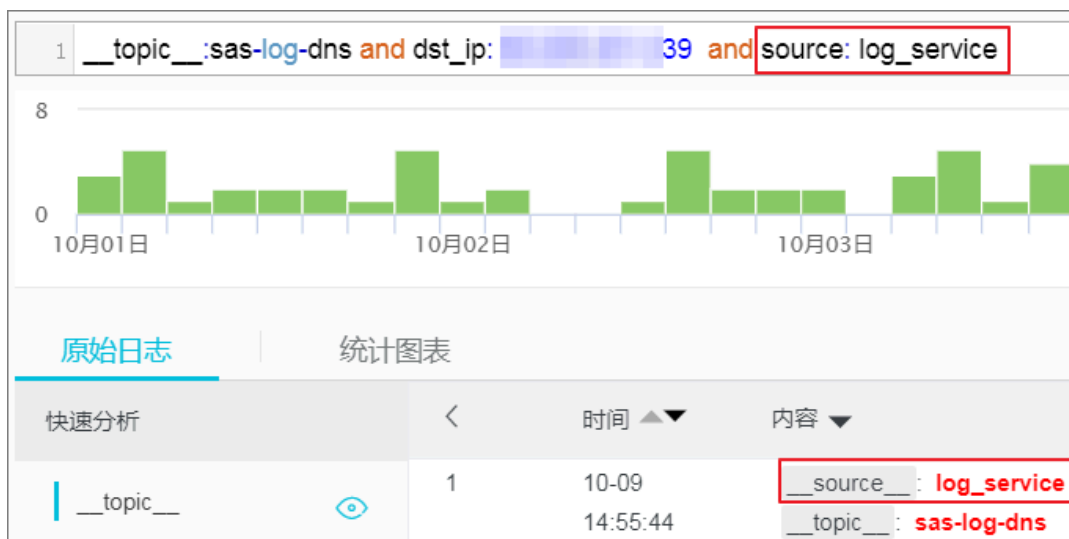 1 __topic__:sas-log-dns and dst_ip: 39 and source: log_service
8
0
10月01日 10月02日 10月03日
原始日志 统计图表
快速分析 < 时间 内容
__topic__ 1 10-09 __source__ : log_service
14:55:44 __topic__ : sas-log-dns